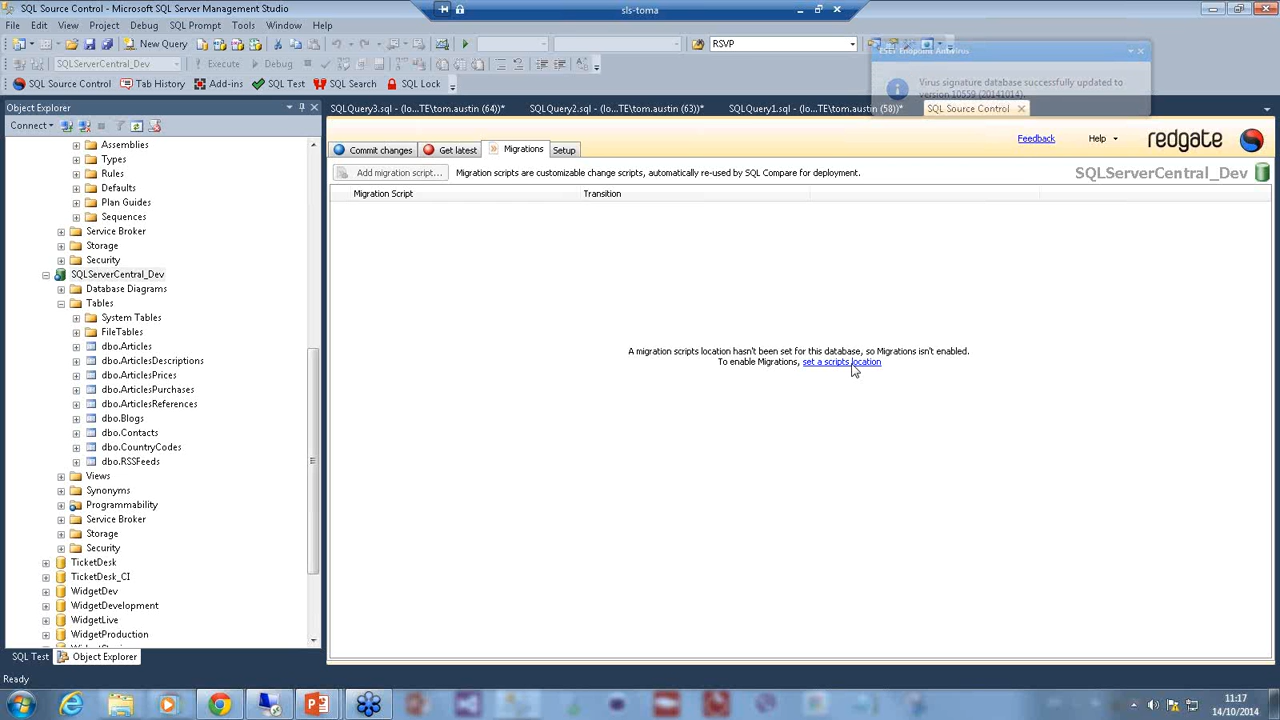 SQL Source Control - Microsoft SQL Server Management Studio
sls-toma
File Edit View Debug SQL Prompt Tools Window Help
New Query
RSVP
SQLServerCentral_Dev
Debug
ESET Endpoint Antivirus
Virus signature database successfully updated to
version 10559 (20141014).
SQL Source Control Tab History Add-ins SQL Test SQL Search SQL Lock
Object Explorer
SQLQuery3.sql - (lo...TE\tom.austin (64))* SQLQuery2.sql - (lo...TE\tom.austin (63))* SQLQuery1.sql - (lo...TE\tom.austin (58))* SQL Source Control
Connect
Feedback Help redgate
Commit changes Get latest Migrations Setup
Add migration script... Migration scripts are customizable change scripts, automatically re-used by SQL Compare for deployment.
SQLServerCentral_Dev
Migration Script Transition
A migration scripts location hasn't been set for this database, so Migrations isn't enabled.
To enable Migrations, set a scripts location
Assemblies
Types
Rules
Defaults
Plan Guides
Sequences
Service Broker
Storage
Security
SQLServerCentral_Dev
Database Diagrams
Tables
System Tables
FileTables
dbo.Articles
dbo.ArticlesDescriptions
dbo.ArticlesPrices
dbo.ArticlesPurchases
dbo.ArticlesReferences
dbo.Blogs
dbo.Contacts
dbo.CountryCodes
dbo.RSSFeeds
Views
Synonyms
Programmability
Service Broker
Storage
Security
TicketDesk
TicketDesk_CI
WidgetDev
WidgetDevelopment
WidgetLive
WidgetProduction
SQL Test Object Explorer
Ready
11:17
14/10/2014